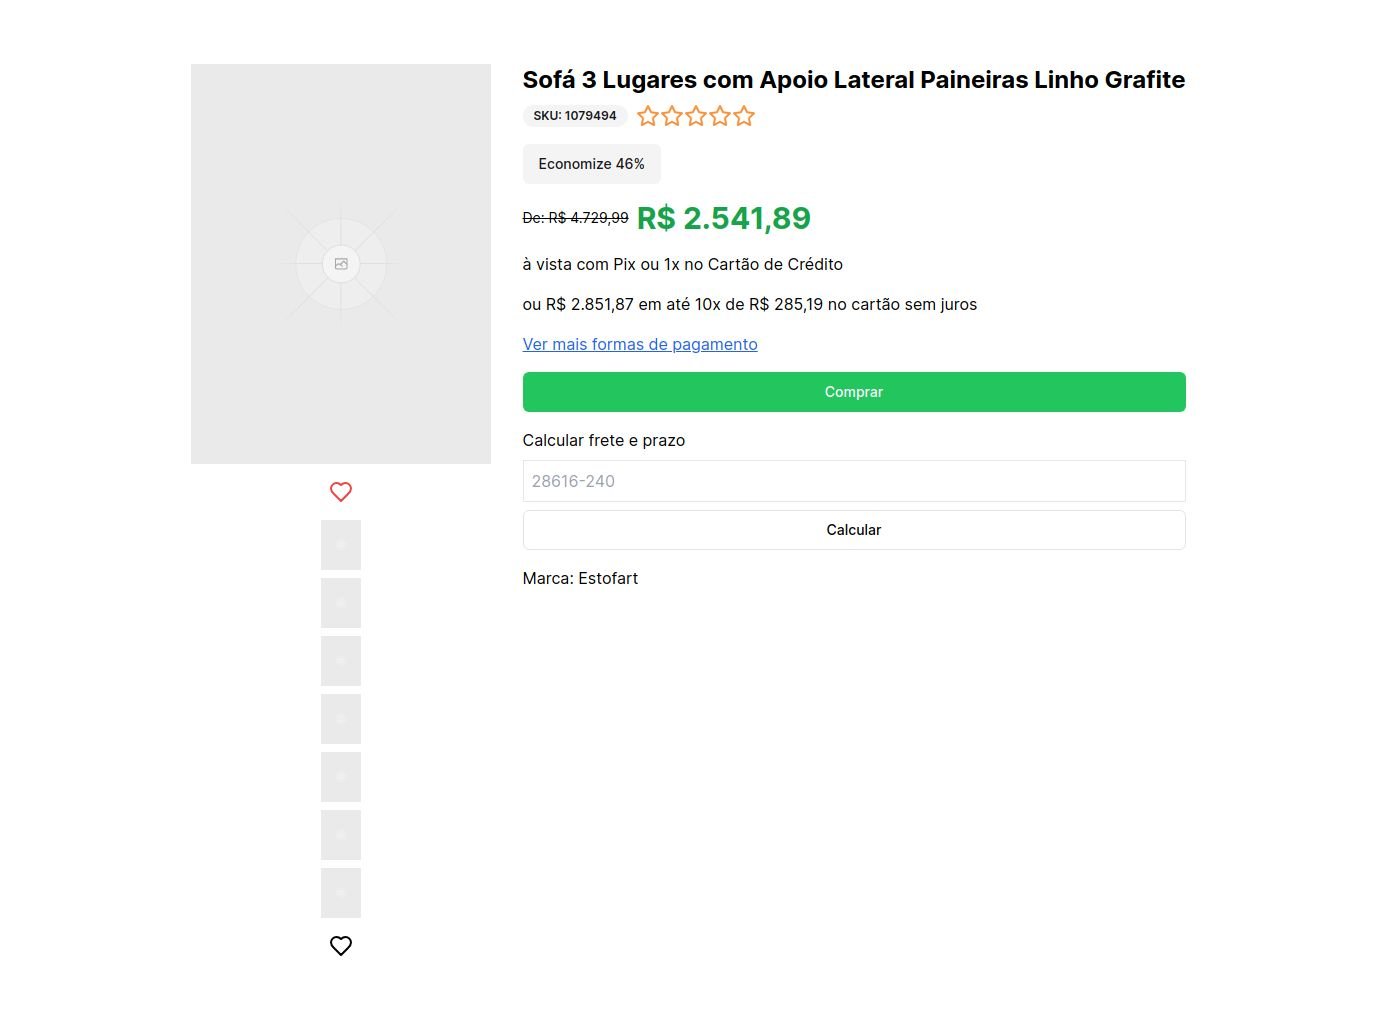 Sofá 3 Lugares com Apoio Lateral Paineiras Linho Grafite
SKU: 1079494
Economize 46%
De: R$ 4.729,99 R$ 2.541,89
à vista com Pix ou 1x no Cartão de Crédito
ou R$ 2.851,87 em até 10x de R$ 285,19 no cartão sem juros
Ver mais formas de pagamento
Comprar
Calcular frete e prazo
28616-240
Calcular
Marca: Estofart